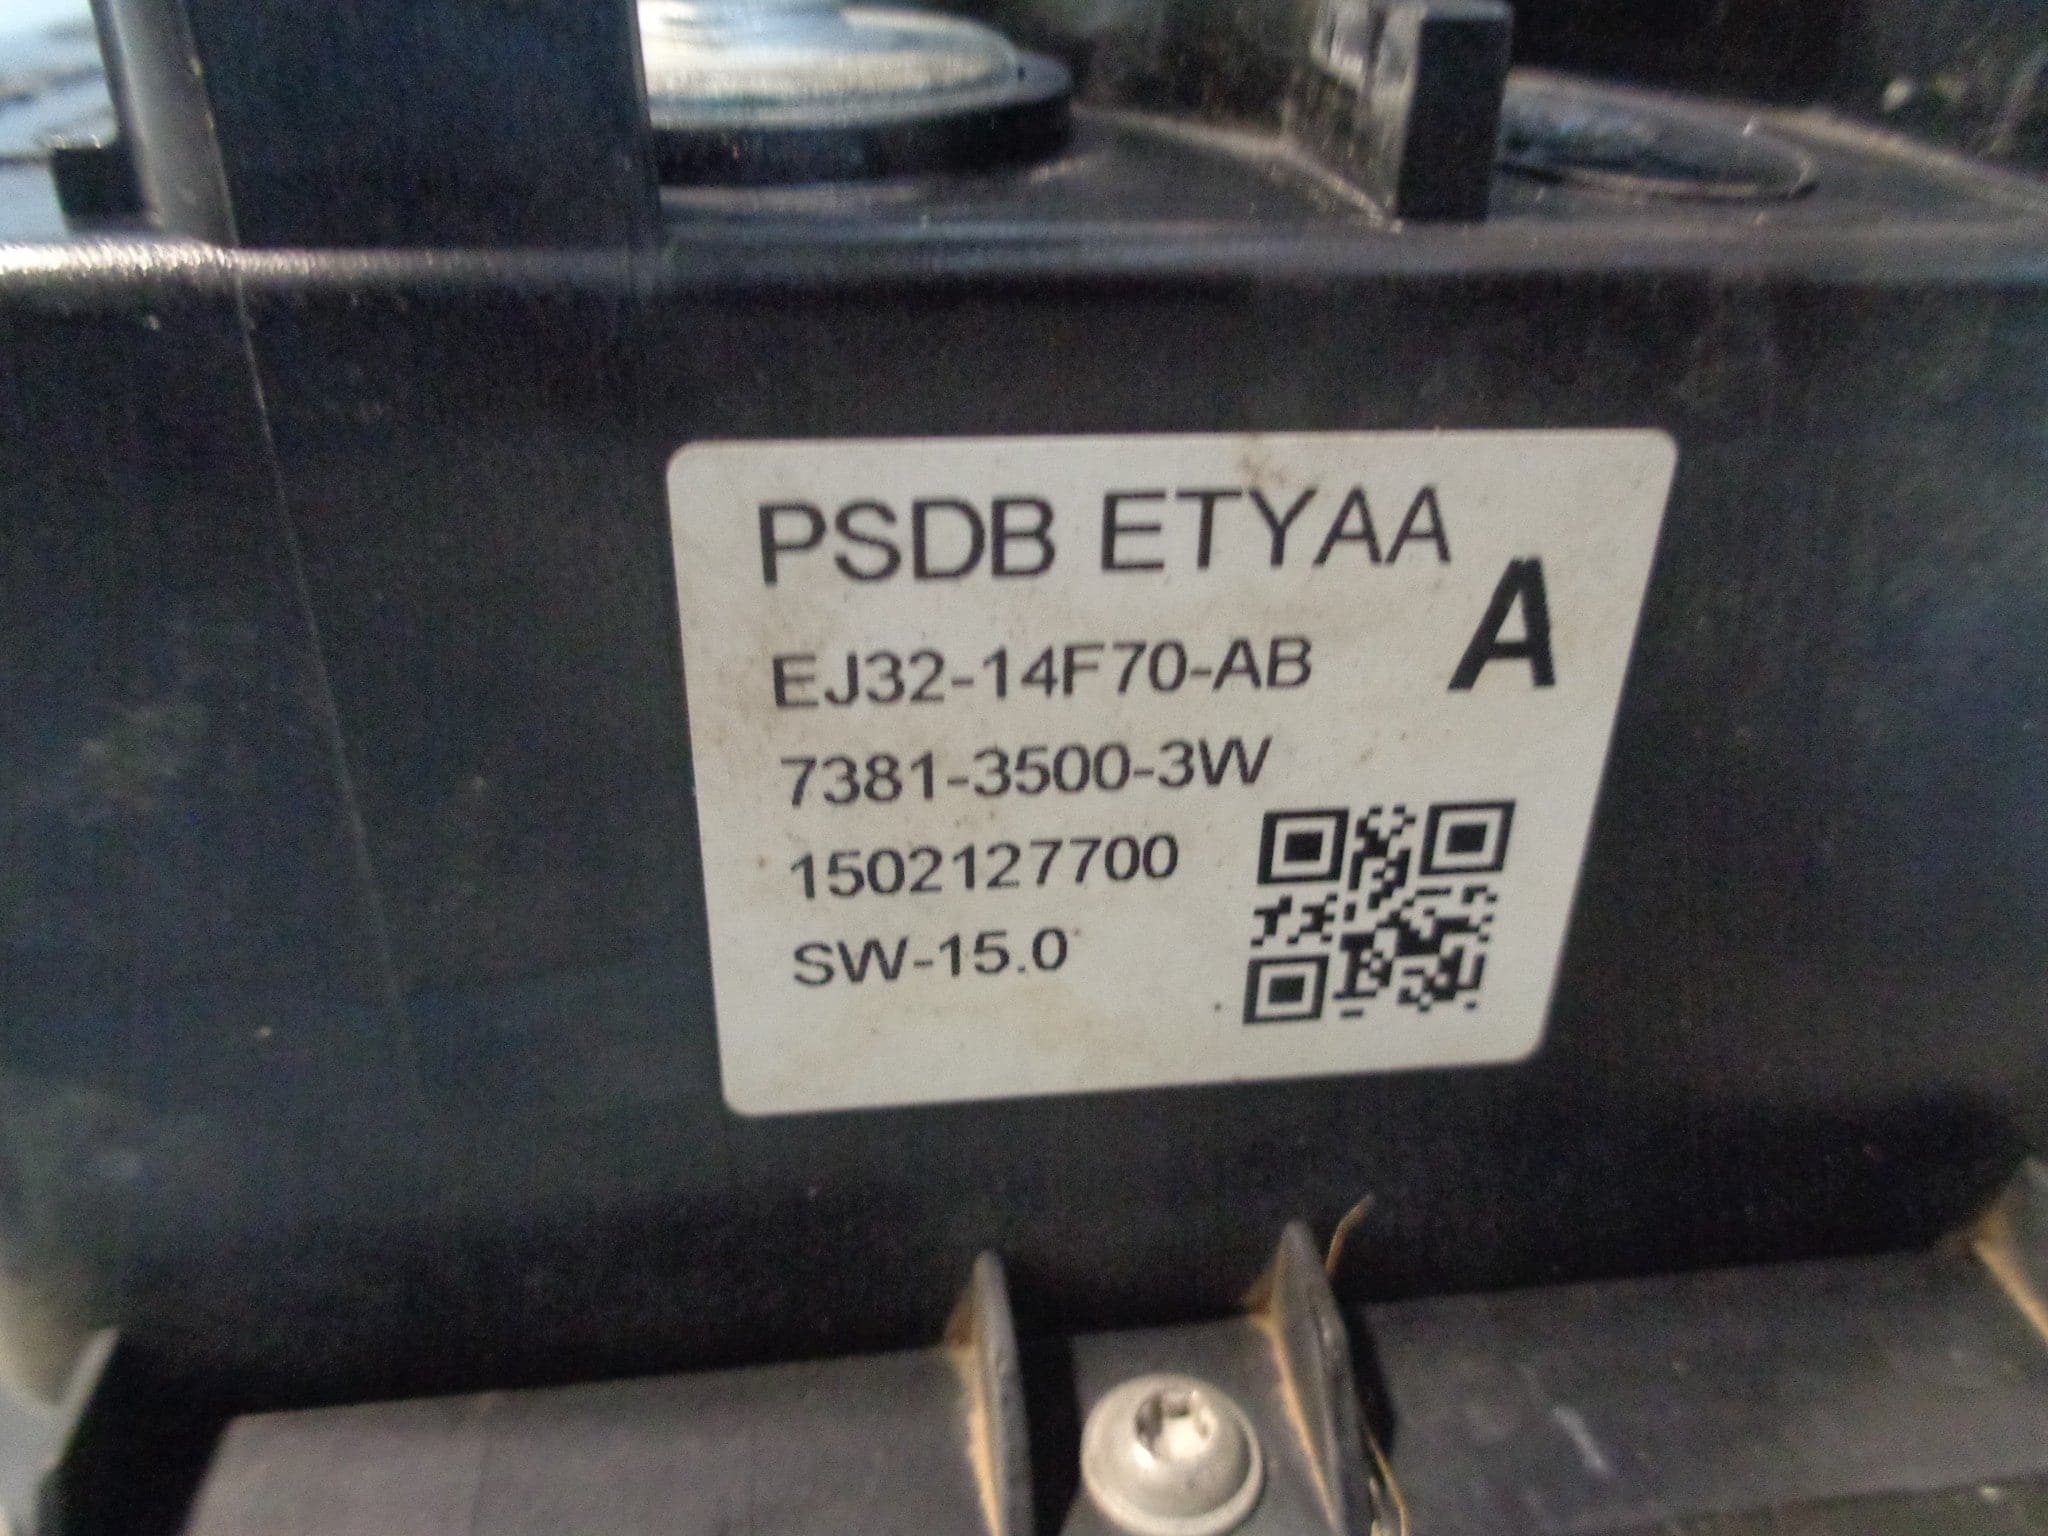 PSDB ETYAA
A
EJ32-14F70-AB
7381-3500-3W
1502127700
SW-15.0